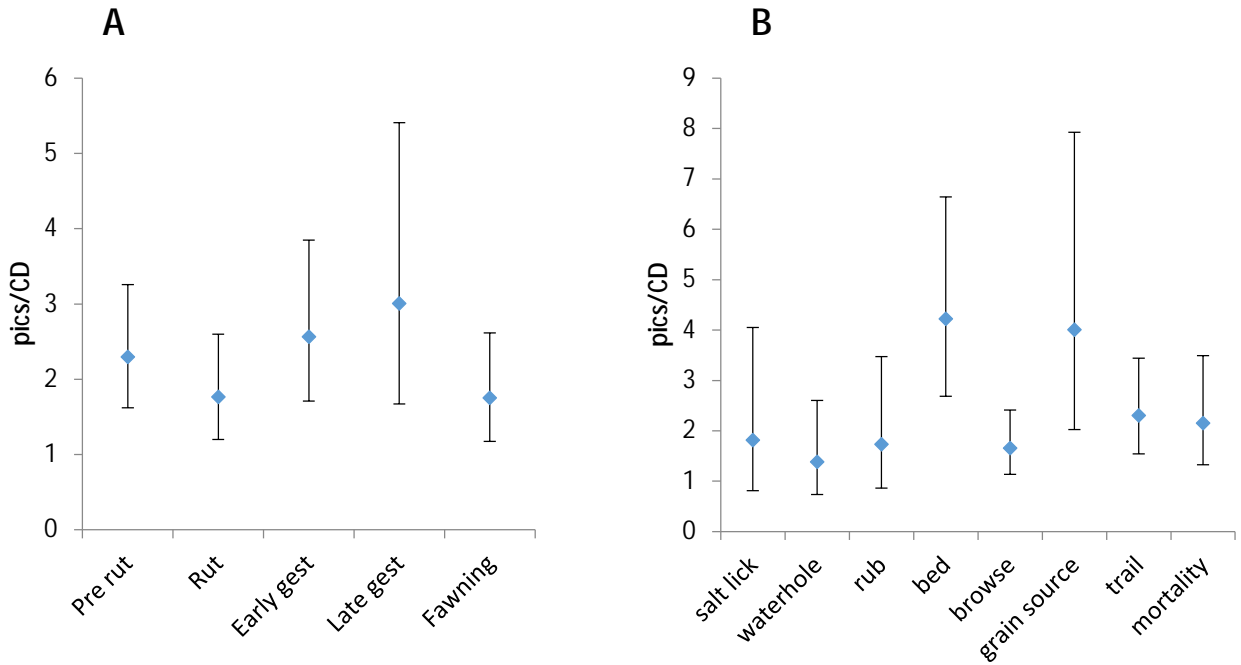 A
pics/CD
6
5
4
3
2
1
0
Pre rut
Rut
Early gest
Late gest
Fawning
B
pics/CD
9
8
7
6
5
4
3
2
1
0
salt lick
waterhole
rub
bed
browse
grain source
trail
mortality